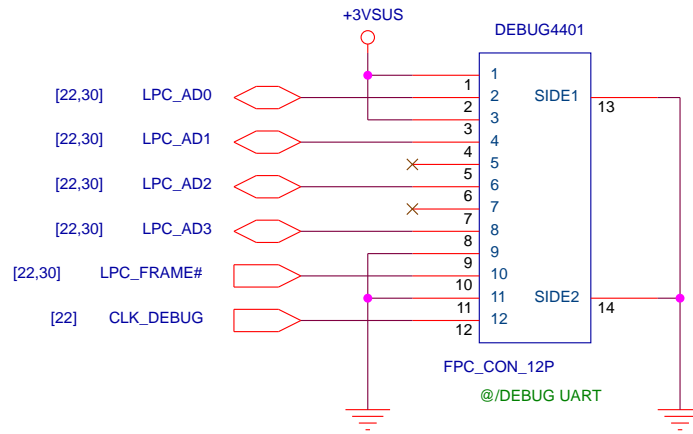 +3VSUS
DEBUG4401
1
1
[22,30] LPC_AD0 2 SIDE1
2 13
3
3
[22,30] LPC_AD1 4
4
5
5
[22,30] LPC_AD2 6
6
7
7
[22,30] LPC_AD3 8
8
9
9
[22,30] LPC_FRAME# 10
10
11 SIDE2
11 14
[22] CLK_DEBUG 12
12
FPC_CON_12P
@/DEBUG UART